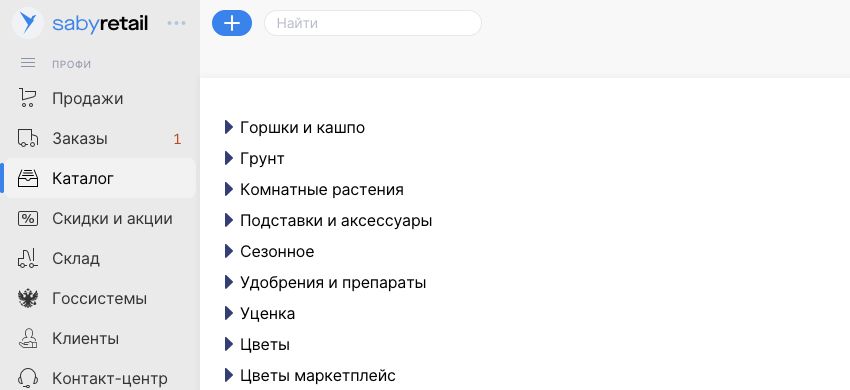 sabyretail
Найти
ПРОФИ
Продажи
Заказы 1
Каталог
Скидки и акции
Склад
Госсистемы
Клиенты
Контакт-центр
Горшки и кашпо
Грунт
Комнатные растения
Подставки и аксессуары
Сезонное
Удобрения и препараты
Уценка
Цветы
Цветы маркетплейс